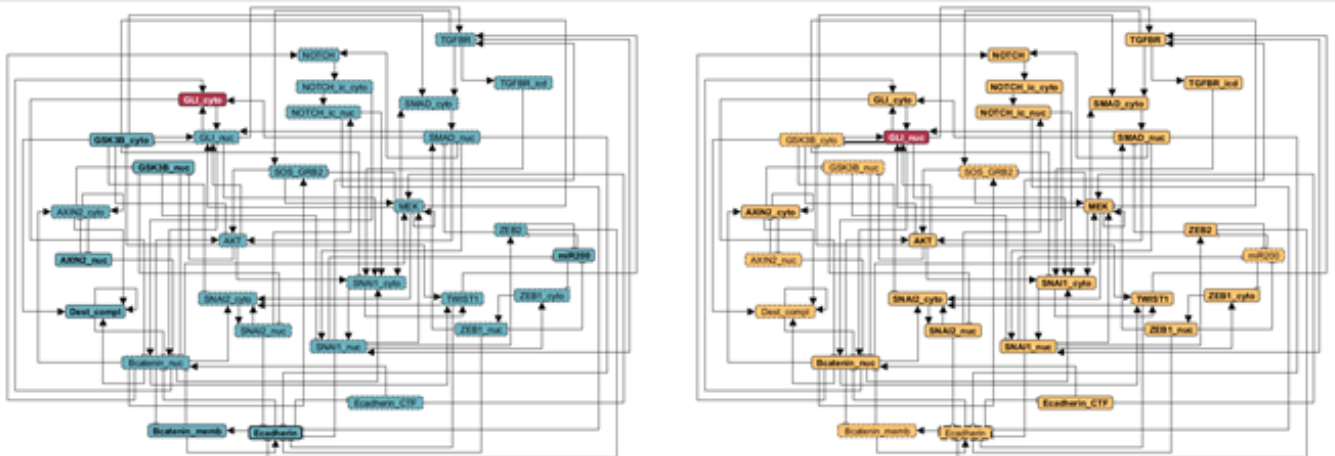 TGFBR
NOTCH
NOTCH_ic_cyto
TGFBR_icd
GLI_cyto
SMAD_cyto
NOTCH_ic_nuc
GSK3B_cyto
GLI_nuc
SMAD_nuc
GSK3B_nuc
SOS_GRB2
AXIN2_cyto
MEK
ZEB2
AKT
AXIN2_nuc
miR200
SNAI1_cyto
SNAI2_cyto
TWIST1
ZEB1_cyto
Dest_compl
SNAI2_nuc
ZEB1_nuc
SNAI1_nuc
Bcatenin_nuc
Ecadherin_CTF
Bcatenin_memb
Ecadherin
TGFBR
NOTCH
NOTCH_ic_cyto
TGFBR_icd
GLI_cyto
SMAD_cyto
NOTCH_ic_nuc
GSK3B_cyto
GLI_nuc
SMAD_nuc
GSK3B_nuc
SOS_GRB2
AXIN2_cyto
MEK
ZEB2
AKT
AXIN2_nuc
miR200
SNAI1_cyto
SNAI2_cyto
TWIST1
ZEB1_cyto
Dest_compl
SNAI2_nuc
ZEB1_nuc
SNAI1_nuc
Bcatenin_nuc
Ecadherin_CTF
Bcatenin_memb
Ecadherin